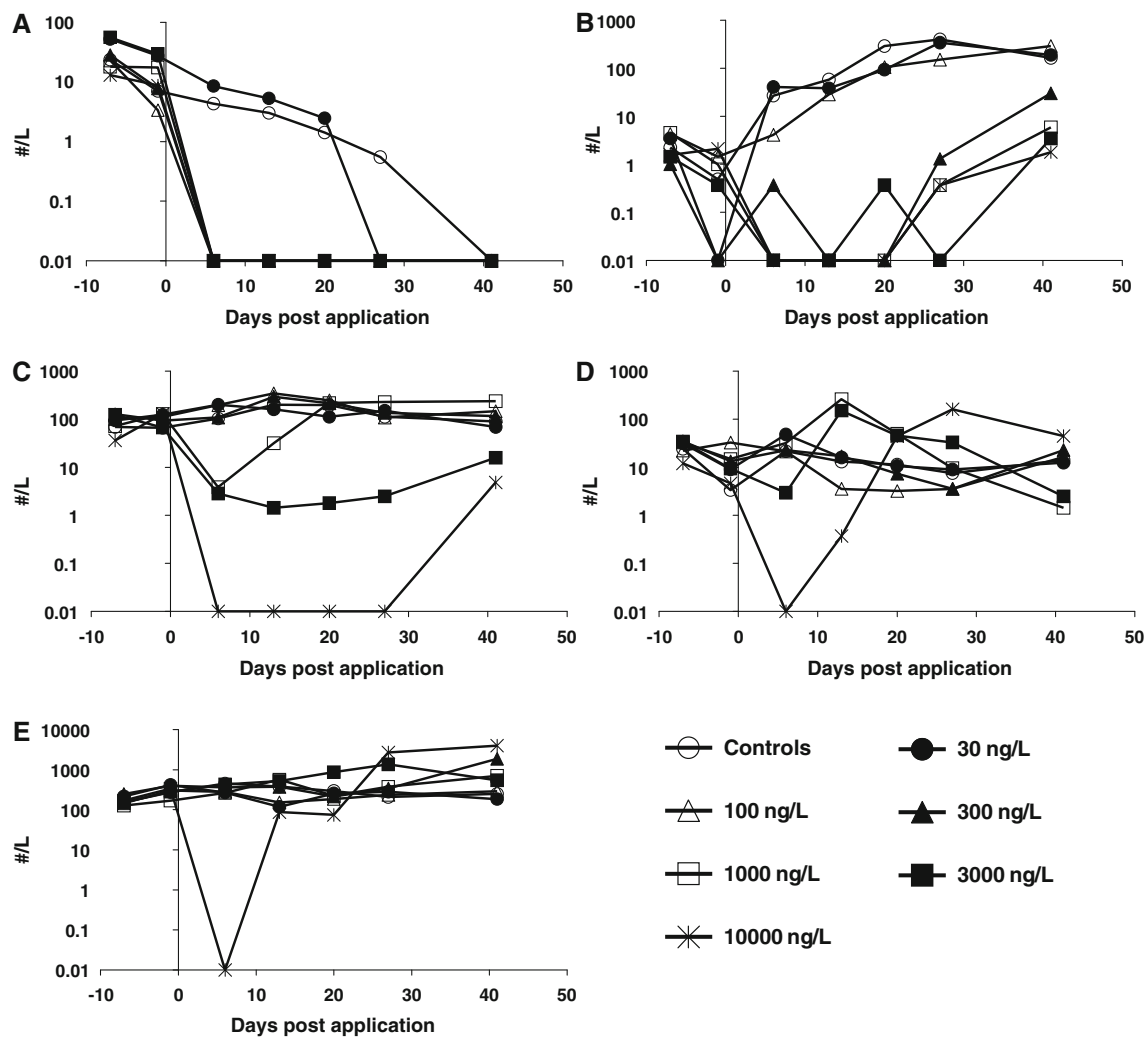 A
100
10
1
0.1
0.01
#/L
-10 0 10 20 30 40 50
Days post application
B
1000
100
10
1
0.1
0.01
#/L
-10 0 10 20 30 40 50
Days post application
C
1000
100
10
1
0.1
0.01
#/L
-10 0 10 20 30 40 50
Days post application
D
1000
100
10
1
0.1
0.01
#/L
-10 0 10 20 30 40 50
Days post application
E
10000
1000
100
10
1
0.1
0.01
#/L
-10 0 10 20 30 40 50
Days post application
Controls
30 ng/L
100 ng/L
300 ng/L
1000 ng/L
3000 ng/L
10000 ng/L